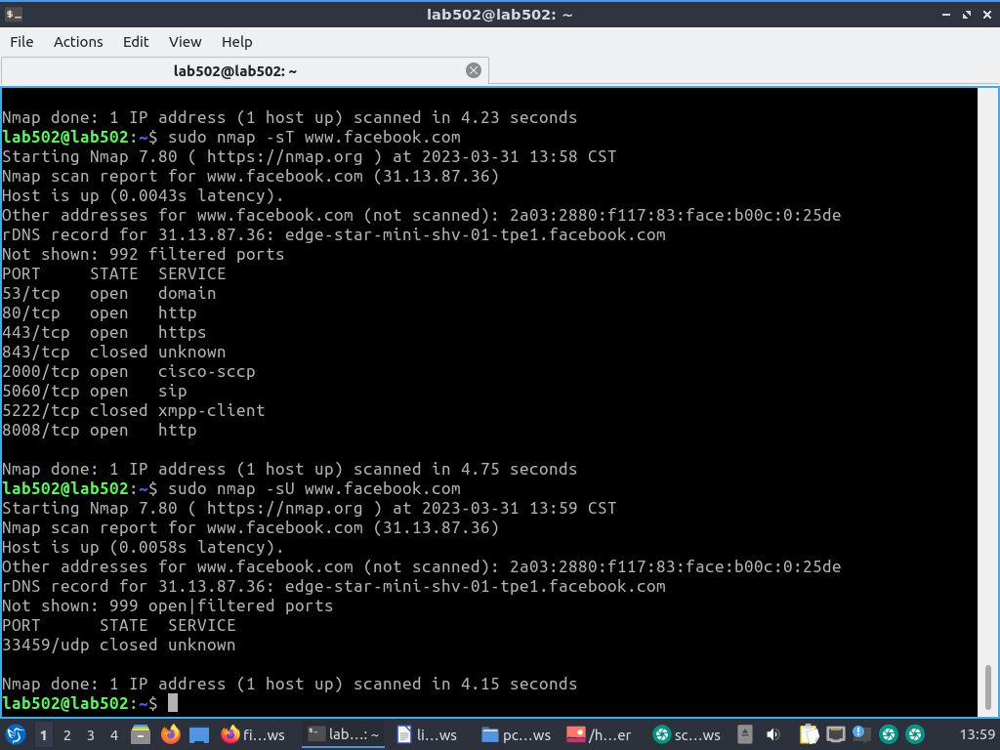 lab502@lab502: ~
File Actions Edit View Help
lab502@lab502: ~
Nmap done: 1 IP address (1 host up) scanned in 4.23 seconds
lab502@lab502:~$ sudo nmap -sT www.facebook.com
Starting Nmap 7.80 ( https://nmap.org ) at 2023-03-31 13:58 CST
Nmap scan report for www.facebook.com (31.13.87.36)
Host is up (0.0043s latency).
Other addresses for www.facebook.com (not scanned): 2a03:2880:f117:83:face:b00c:0:25de
rDNS record for 31.13.87.36: edge-star-mini-shv-01-tpe1.facebook.com
Not shown: 992 filtered ports
PORT     STATE  SERVICE
53/tcp   open   domain
80/tcp   open   http
443/tcp  open   https
843/tcp  closed unknown
2000/tcp open   cisco-sccp
5060/tcp open   sip
5222/tcp closed xmpp-client
8008/tcp open   http
Nmap done: 1 IP address (1 host up) scanned in 4.75 seconds
lab502@lab502:~$ sudo nmap -sU www.facebook.com
Starting Nmap 7.80 ( https://nmap.org ) at 2023-03-31 13:59 CST
Nmap scan report for www.facebook.com (31.13.87.36)
Host is up (0.0058s latency).
Other addresses for www.facebook.com (not scanned): 2a03:2880:f117:83:face:b00c:0:25de
rDNS record for 31.13.87.36: edge-star-mini-shv-01-tpe1.facebook.com
Not shown: 999 open|filtered ports
PORT      STATE  SERVICE
33459/udp closed unknown
Nmap done: 1 IP address (1 host up) scanned in 4.15 seconds
lab502@lab502:~$
1 2 3 4 fi…ws lab…: ~ li…ws pc…ws /h…er sc…ws 13:59